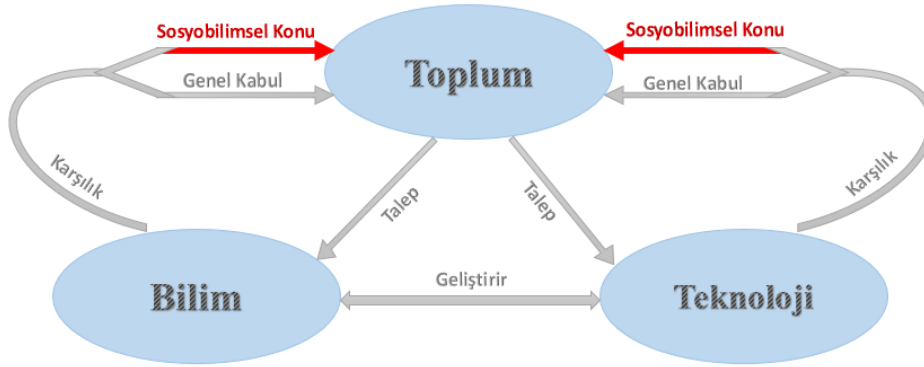 Sosyobilimsel Konu
Sosyobilimsel Konu
Toplum
Genel Kabul
Genel Kabul
Karşılık
Talep
Talep
Karşılık
Geliştirir
Bilim
Teknoloji